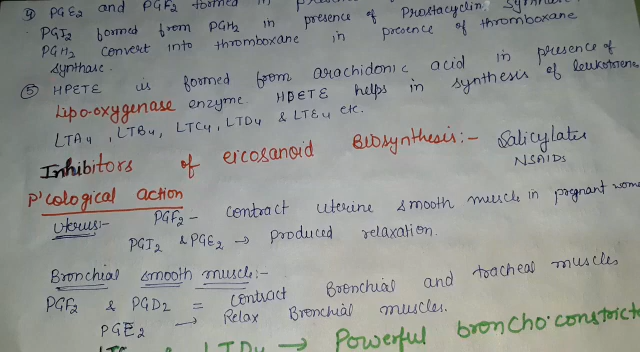 ④ PGE2 and PGF2 formed in
PGI2 formed from PGH2 in presence of Prostacyclin
PGH2 convert into thromboxane in presence of thromboxane
synthase.
⑤ HPETE is formed from arachidonic acid in presence of
Lipo-oxygenase enzyme. HPETE helps in synthesis of leukotriene
LTA4, LTB4, LTC4, LTD4 & LTE4 etc.
Inhibitors of eicosanoid Biosynthesis:- Salicylates
NSAIDs
P'cological action
Uterus:- PGF2 - contract uterine smooth muscle in pregnant
PGI2 & PGE2 → Produced relaxation.
Bronchial smooth muscle:-
PGF2 & PGD2 = contract Bronchial and tracheal muscles
PGE2 → Relax Bronchial muscles.
& LTD4 → Powerful broncho-constricto